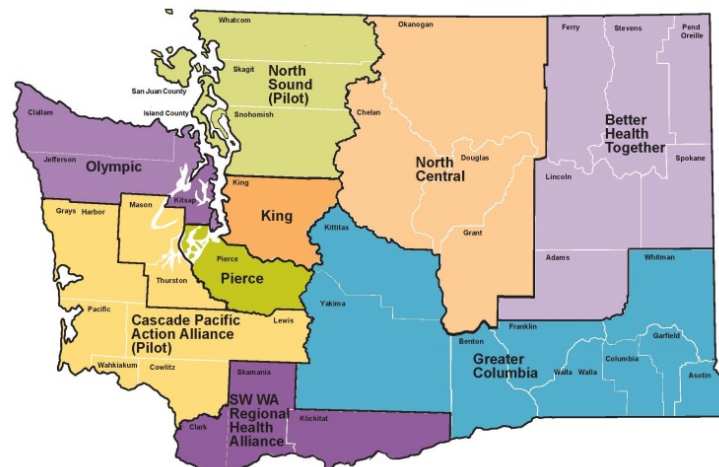 Whatcom
Okanogan
Ferry
Stevens
Pend
Oreille
Skagit
North
Sound
(Pilot)
San Juan County
Island County
Snohomish
Clallam
Chelan
Better
Health
Together
Jefferson
Olympic
North
Central
Douglas
Spokane
Lincoln
King
King
Kitsap
Mason
Grays Harbor
Kittitas
Grant
Pierce
Pierce
Adams
Whitman
Thurston
Yakima
Pacific
Cascade Pacific
Action Alliance
(Pilot)
Lewis
Franklin
Benton
Greater
Columbia
Garfield
Columbia
Walla Walla
Asotin
Wahkiakum
Cowlitz
Skamania
SW WA
Regional
Health
Alliance
Klickitat
Clark